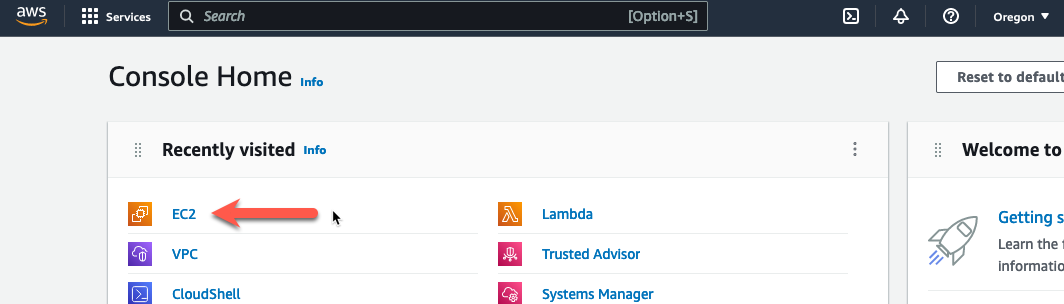 aws Services Search [Option+S] Oregon
Console Home Info
Reset to default
Recently visited Info
Welcome to
EC2
Lambda
VPC
Trusted Advisor
CloudShell
Systems Manager
Getting s
Learn the f
informatio